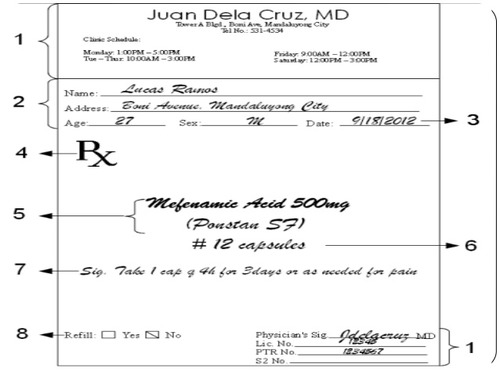 Juan Dela Cruz, MD
Tower A Blgd., Boni Ave, Mandaluyong City
Tel No.: 531-4534
1
Clinic Schedule:
Monday: 1:00PM – 5:00PM Friday: 9:00AM – 12:00PM
Tue – Thur: 10:00AM – 3:00PM Saturday: 12:00PM – 3:00PM
2
Name: Lucas Ramos
Address: Boni Avenue, Mandaluyong City
Age: 27 Sex: M Date: 9/18/2012 3
4 Rx
5 Mefenamic Acid 500mg
(Ponstan SF)
# 12 capsules 6
7 Sig. Take 1 cap q 4h for 3days or as needed for pain
8 Refill: Yes No Physician's Sig. Jdelacruz MD
Lic. No. 12345
PTR No. 1234567 1
S2 No.